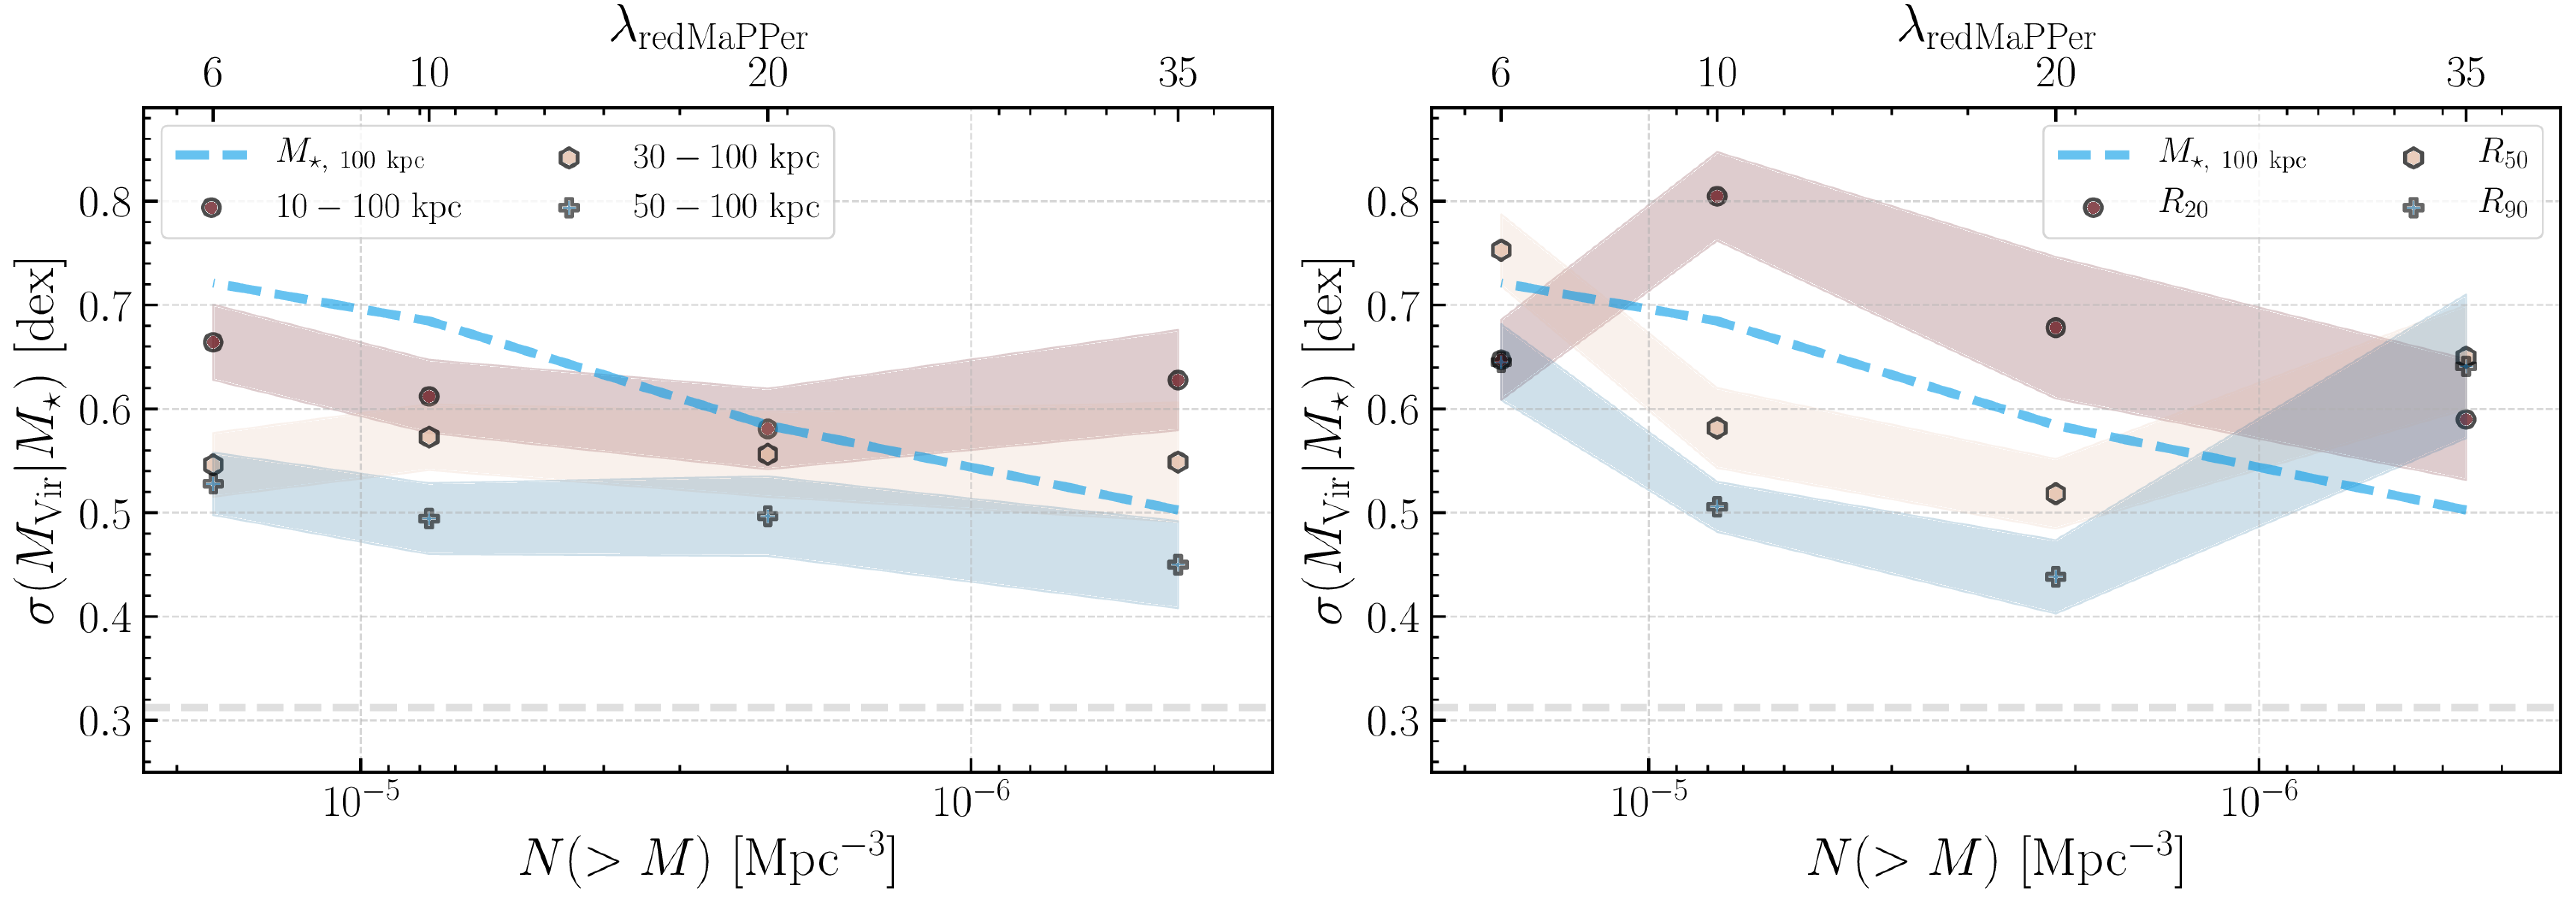 λredMaPPer
6 10 20 35
M⋆, 100 kpc
10 − 100 kpc
30 − 100 kpc
50 − 100 kpc
σ(MVir|M⋆) [dex]
0.8
0.7
0.6
0.5
0.4
0.3
10−5 10−6
N(> M) [Mpc−3]
λredMaPPer
6 10 20 35
M⋆, 100 kpc
R20
R50
R90
σ(MVir|M⋆) [dex]
0.8
0.7
0.6
0.5
0.4
0.3
10−5 10−6
N(> M) [Mpc−3]